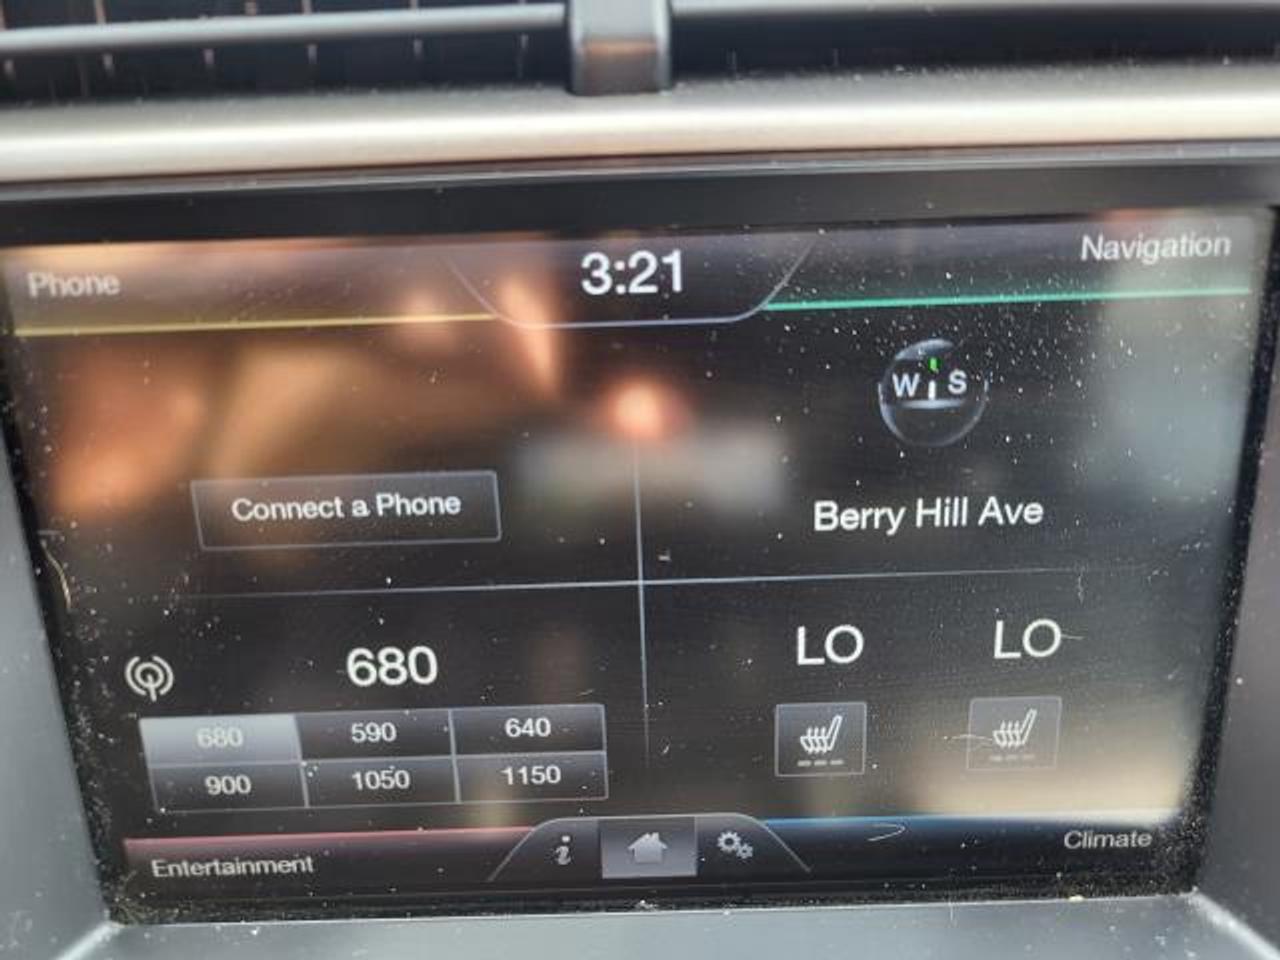 Phone
3:21
Navigation
W S
Connect a Phone
Berry Hill Ave
680
LO LO
680 590 640
900 1050 1150
Entertainment
i
Climate